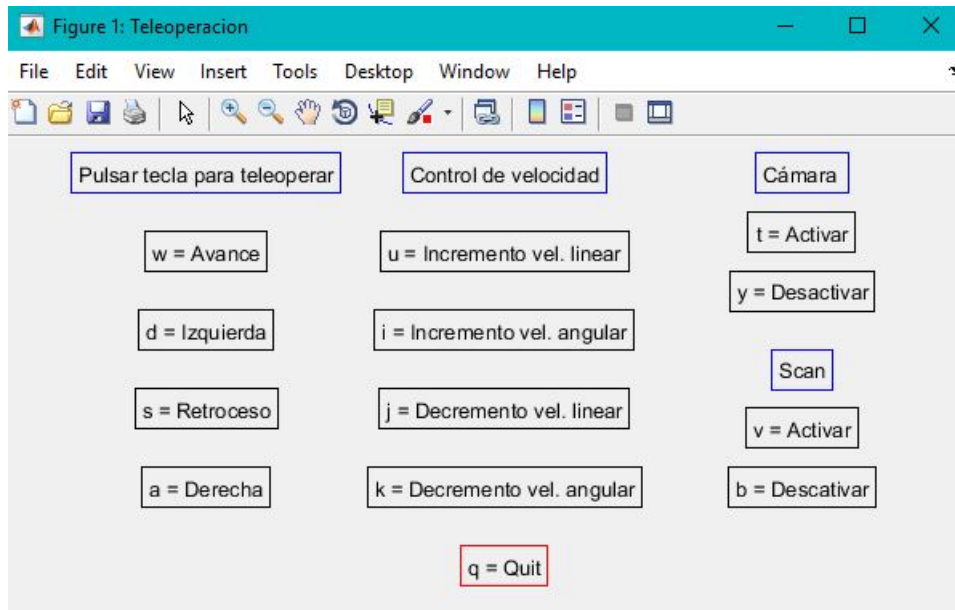 Figure 1: Teleoperacion
File Edit View Insert Tools Desktop Window Help
Pulsar tecla para teleoperar
w = Avance
d = Izquierda
s = Retroceso
a = Derecha
Control de velocidad
u = Incremento vel. linear
i = Incremento vel. angular
j = Decremento vel. linear
k = Decremento vel. angular
Cámara
t = Activar
y = Desactivar
Scan
v = Activar
b = Descativar
q = Quit